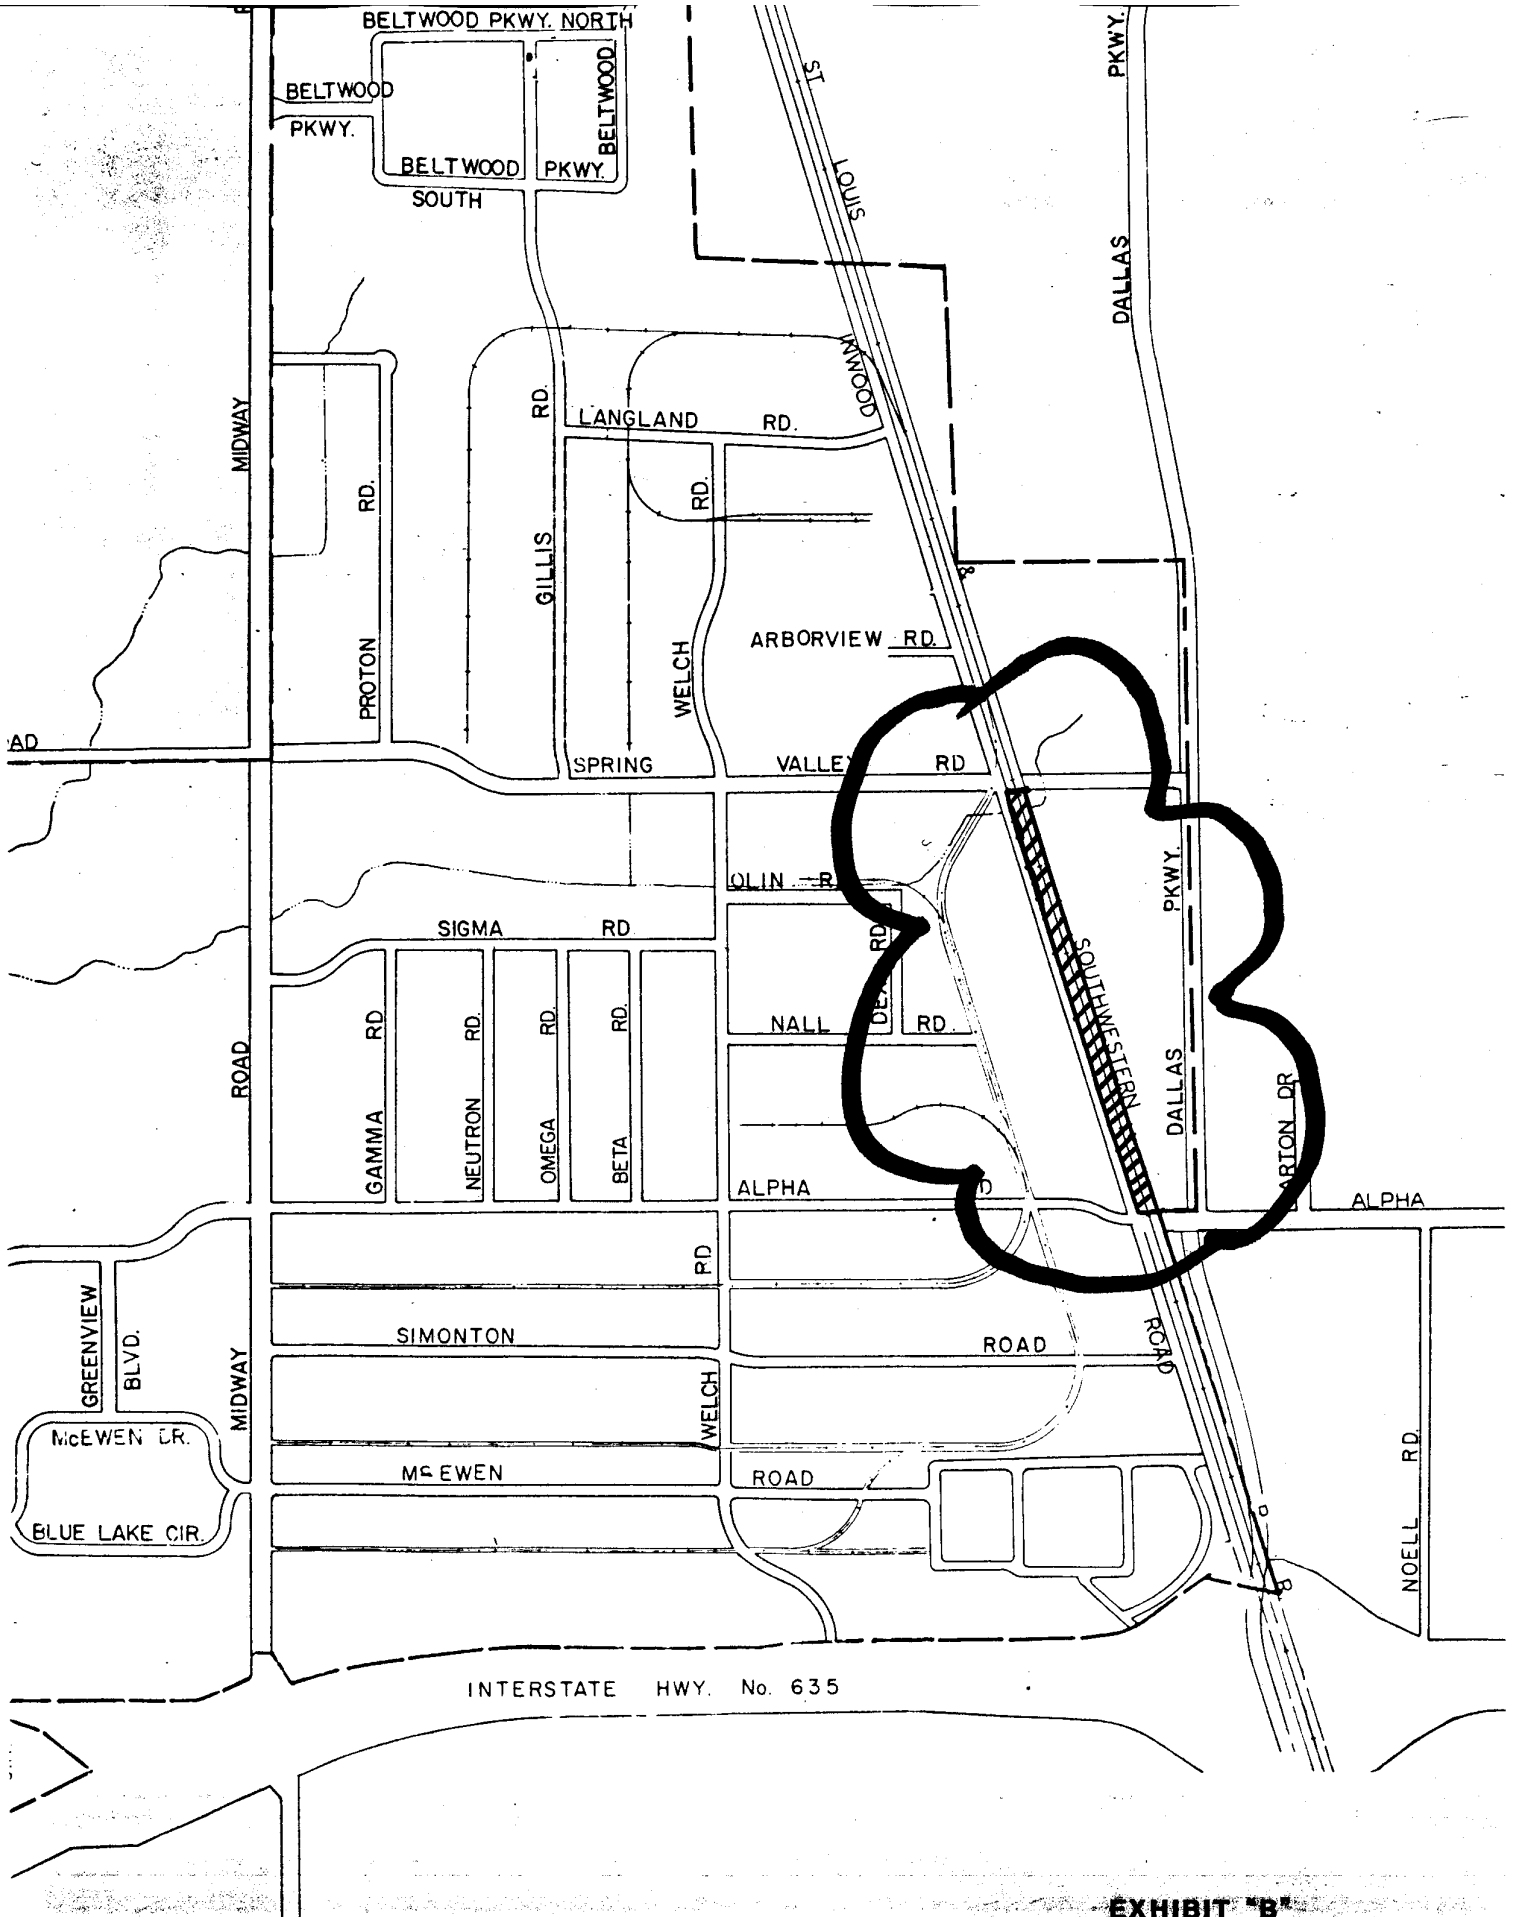 BELTWOOD PKWY. NORTH
BELTWOOD
PKWY.
BELTWOOD
BELTWOOD PKWY.
SOUTH
ST
LOUIS
PKWY.
DALLAS
INWOOD
MIDWAY
RD.
LANGLAND RD.
RD.
RD.
GILLIS
&
ARBORVIEW RD.
WELCH
PROTON
AD
SPRING VALLEY RD
OLIN R
PKWY.
SIGMA RD
RD
SOUTHWESTERN
RD
RD.
RD.
RD.
NALL RD.
ROAD
DALLAS
ARTON DR
GAMMA
NEUTRON
OMEGA
BETA
ALPHA D
ALPHA
RD
GREENVIEW
BLVD.
SIMONTON ROAD
ROAD
MIDWAY
WELCH
McEWEN DR.
McEWEN ROAD
RD
BLUE LAKE CIR.
NOELL
R
INTERSTATE HWY. No. 635
EXHIBIT "B"